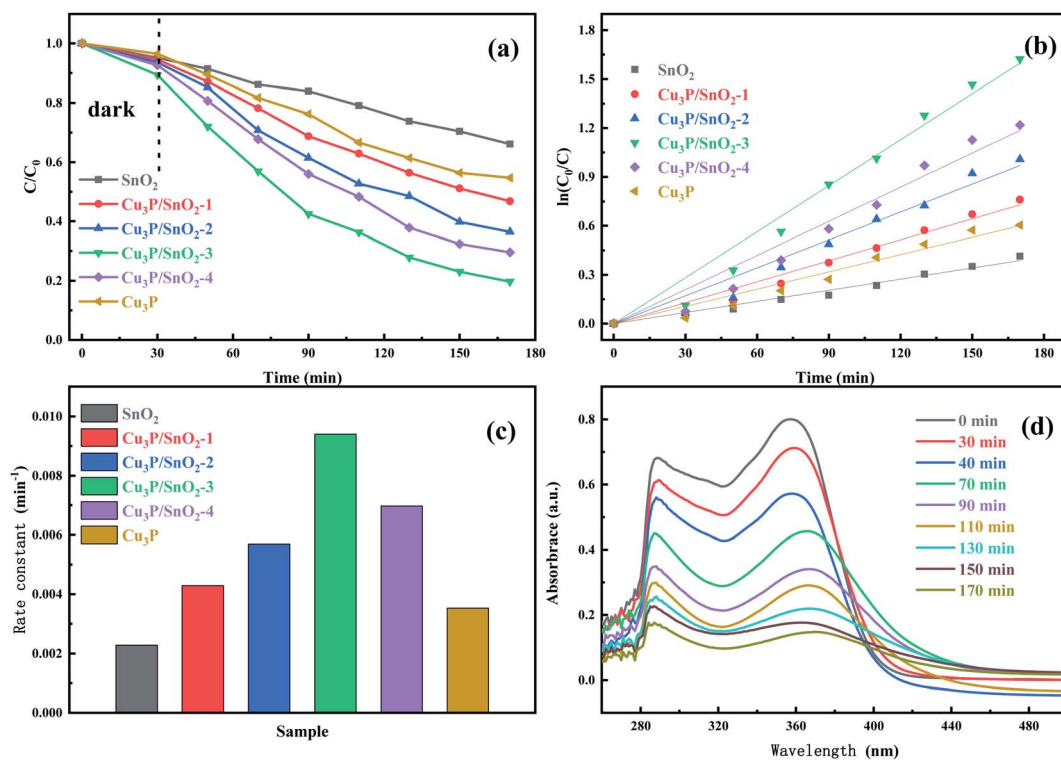 (a)
dark
C/C₀
1.0
0.8
0.6
0.4
0.2
0.0
SnO₂
Cu₃P/SnO₂-1
Cu₃P/SnO₂-2
Cu₃P/SnO₂-3
Cu₃P/SnO₂-4
Cu₃P
0 30 60 90 120 150 180
Time (min)
(b)
ln(C₀/C)
1.8
1.5
1.2
0.9
0.6
0.3
0.0
SnO₂
Cu₃P/SnO₂-1
Cu₃P/SnO₂-2
Cu₃P/SnO₂-3
Cu₃P/SnO₂-4
Cu₃P
0 30 60 90 120 150 180
Time (min)
(c)
Rate constant (min⁻¹)
0.010
0.008
0.006
0.004
0.002
0.000
SnO₂
Cu₃P/SnO₂-1
Cu₃P/SnO₂-2
Cu₃P/SnO₂-3
Cu₃P/SnO₂-4
Cu₃P
Sample
(d)
Absorbrace (a.u.)
0.8
0.6
0.4
0.2
0.0
0 min
30 min
40 min
70 min
90 min
110 min
130 min
150 min
170 min
280 320 360 400 440 480
Wavelength (nm)